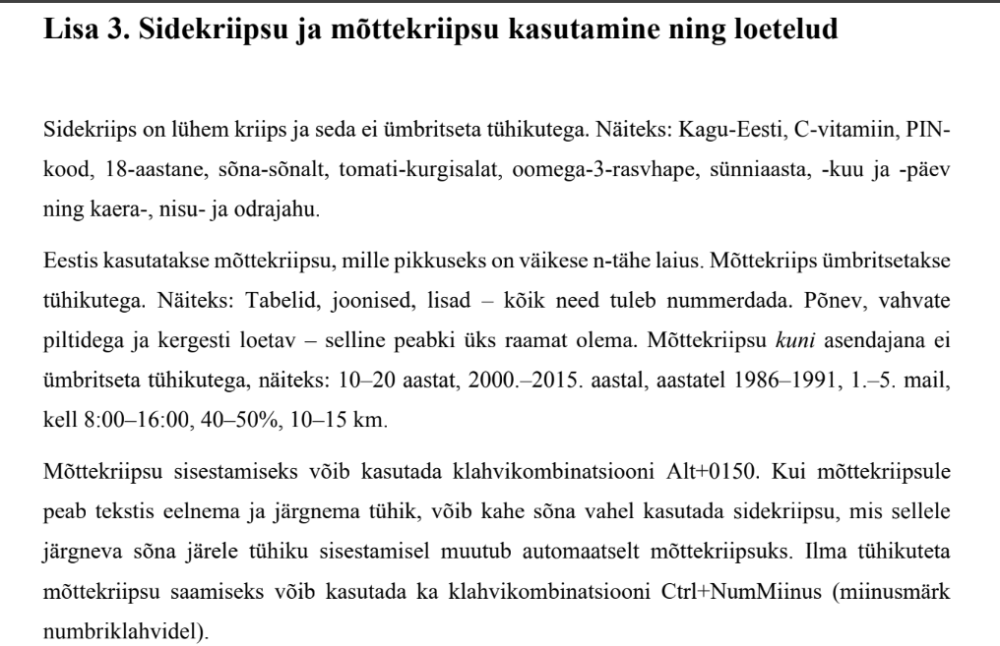 Lisa 3. Sidekriipsu ja mõttekriipsu kasutamine ning loetelud
Sidekriips on lühem kriips ja seda ei ümbritseta tühikutega. Näiteks: Kagu-Eesti, C-vitamiin, PIN-
kood, 18-aastane, sõna-sõnalt, tomati-kurgisalat, oomega-3-rasvhape, sünniaasta, -kuu ja -päev
ning kaera-, nisu- ja odrajahu.
Eestis kasutatakse mõttekriipsu, mille pikkuseks on väikese n-tähe laius. Mõttekriips ümbritsetakse
tühikutega. Näiteks: Tabelid, joonised, lisad – kõik need tuleb nummerdada. Põnev, vahvate
piltidega ja kergesti loetav – selline peabki üks raamat olema. Mõttekriipsu kuni asendajana ei
ümbritseta tühikutega, näiteks: 10–20 aastat, 2000.–2015. aastal, aastatel 1986–1991, 1.–5. mail,
kell 8:00–16:00, 40–50%, 10–15 km.
Mõttekriipsu sisestamiseks võib kasutada klahvikombinatsiooni Alt+0150. Kui mõttekriipsule
peab tekstis eelnema ja järgnema tühik, võib kahe sõna vahel kasutada sidekriipsu, mis sellele
järgneva sõna järele tühiku sisestamisel muutub automaatselt mõttekriipsuks. Ilma tühikuteta
mõttekriipsu saamiseks võib kasutada ka klahvikombinatsiooni Ctrl+NumMiinus (miinusmärk
numbriklahvidel).